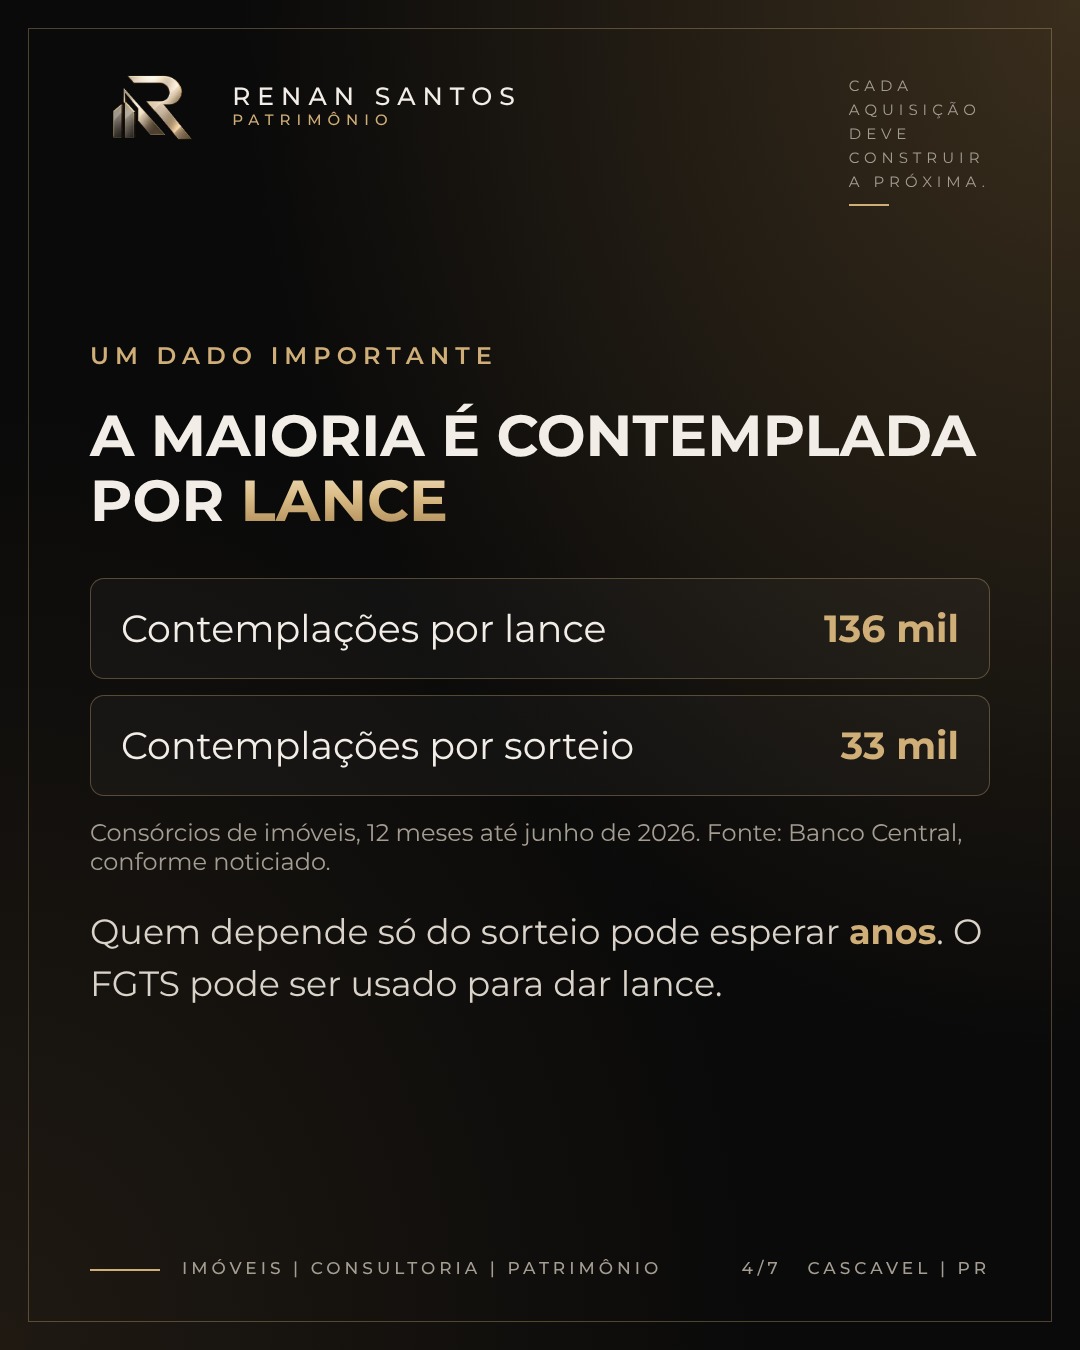 RENAN SANTOS
PATRIMÔNIO
CADA
AQUISIÇÃO
DEVE
CONSTRUIR
A PRÓXIMA.
UM DADO IMPORTANTE
A MAIORIA É CONTEMPLADA
POR LANCE
Contemplações por lance 136 mil
Contemplações por sorteio 33 mil
Consórcios de imóveis, 12 meses até junho de 2026. Fonte: Banco Central,
conforme noticiado.
Quem depende só do sorteio pode esperar anos. O
FGTS pode ser usado para dar lance.
IMÓVEIS | CONSULTORIA | PATRIMÔNIO 4/7 CASCAVEL | PR